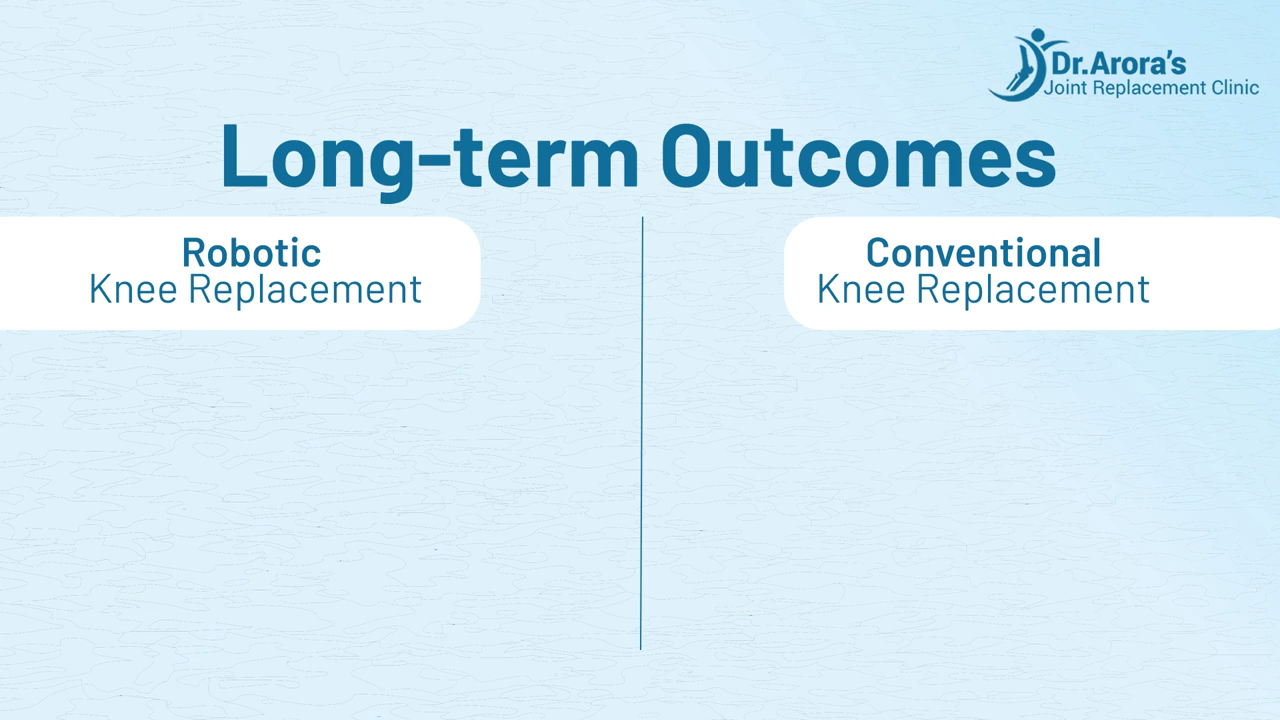 Dr.Arora's
Joint Replacement Clinic
Long-term Outcomes
Robotic
Knee Replacement
Conventional
Knee Replacement